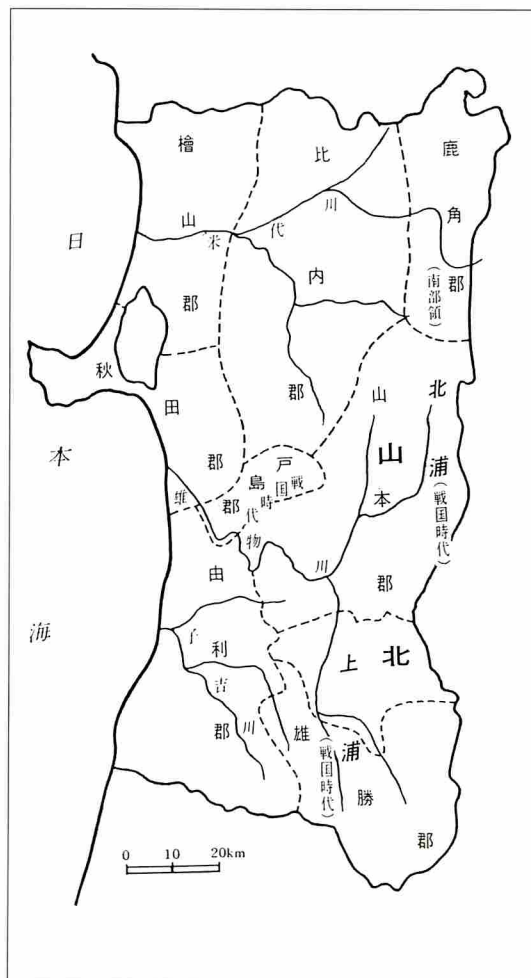 檜山郡
比内郡
鹿角郡
(南部領)
米代川
日本海
秋田郡
山本郡
北浦
(戦国時代)
山北
戸島郡
戦国時代
雄物川
由利郡
子吉川
上浦
(戦国時代)
雄勝郡
0 10 20km